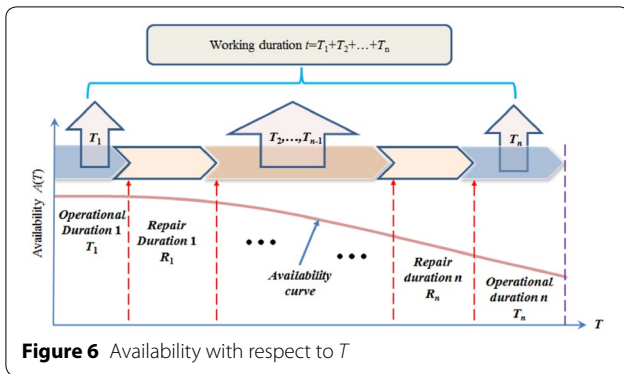 Working duration t=T1+T2+…+Tn
T1
T2,…,Tn-1
Tn
Availability A(T)
Operational
Duration 1
T1
Repair
Duration 1
R1
• • •
• • •
Availability
curve
Repair
duration n
Rn
Operational
duration n
Tn
T
Figure 6 Availability with respect to T